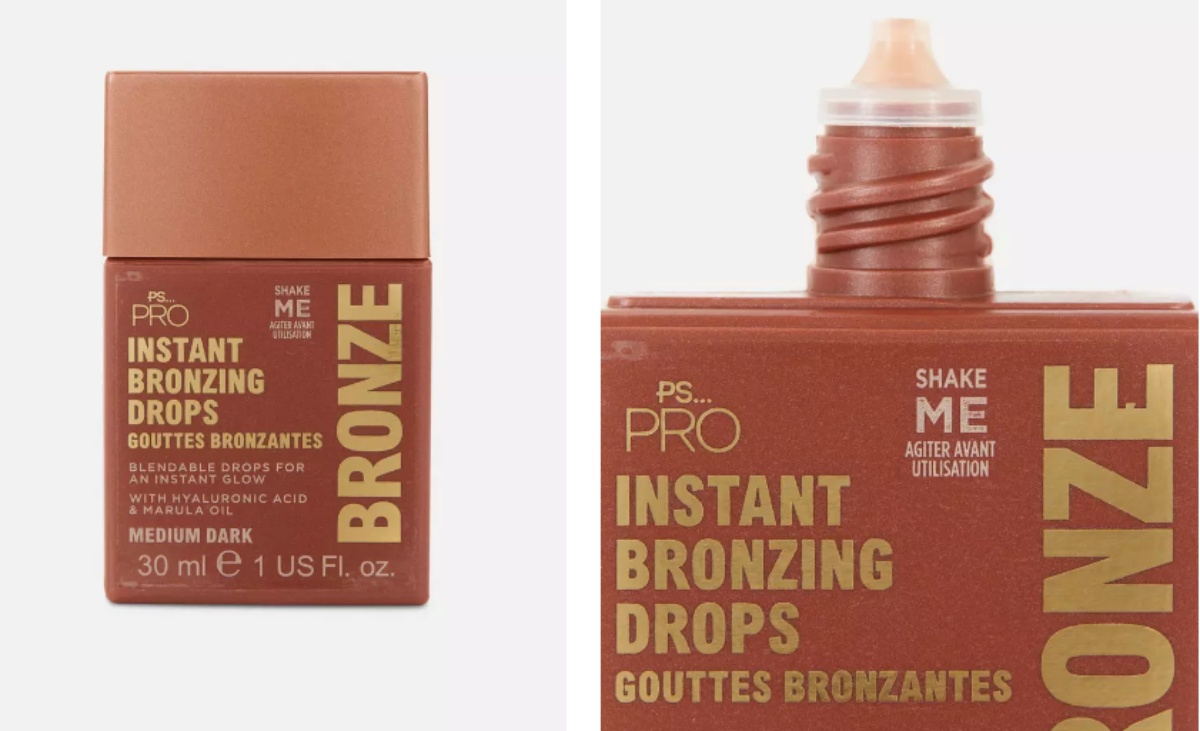 PS...
PRO
SHAKE
ME
AGITER AVANT
UTILISATION
INSTANT
BRONZING
DROPS
GOUTTES BRONZANTES
BLENDABLE DROPS FOR
AN INSTANT GLOW
WITH HYALURONIC ACID
& MARULA OIL
MEDIUM DARK
30 ml ℮ 1 US Fl. oz.
BRONZE
PS...
PRO
SHAKE
ME
AGITER AVANT
UTILISATION
INSTANT
BRONZING
DROPS
GOUTTES BRONZANTES
RONZE